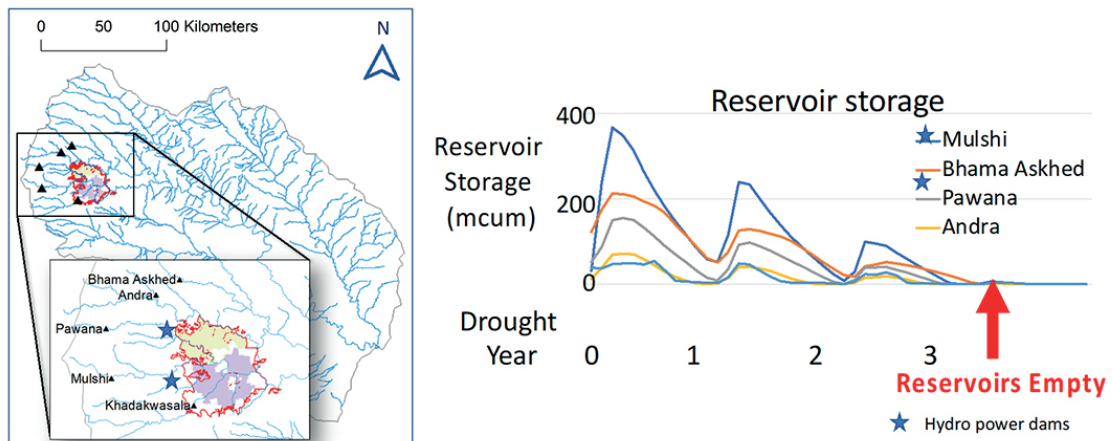 0 50 100 Kilometers
N
Bhama Askhed
Andra
Pawana
Mulshi
Khadakwasala
Reservoir storage
Reservoir
Storage
(mcum)
400
200
0
Mulshi
Bhama Askhed
Pawana
Andra
Drought
Year
0 1 2 3
Reservoirs Empty
Hydro power dams